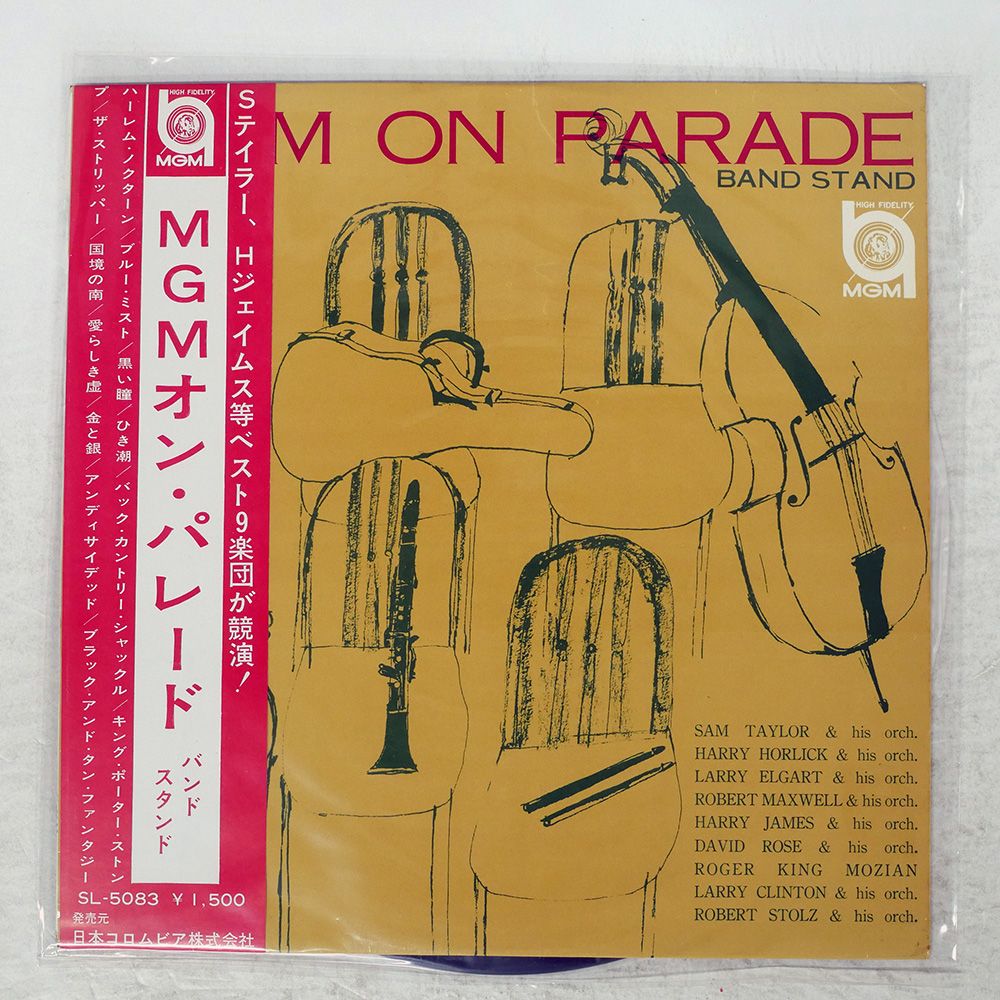 HIGH FIDELITY
MGM
Sテイラー、Hジェイムス等ベスト9楽団が競演!
MGMオン・パレード
バンド
スタンド
ハーレム・ノクターン/ブルー・ミスト/黒い瞳/ひき潮/バック・カントリー・シャックル/キング・ポーター・ストン
プ/ザ・ストリッパー/国境の南/愛らしき虚/金と銀/アンディサイデッド/ブラック・アンド・タン・ファンタジー
SL-5083 ¥1,500
発売元
日本コロムビア株式会社
M ON PARADE
BAND STAND
HIGH FIDELITY
MGM
SAM TAYLOR & his orch.
HARRY HORLICK & his orch.
LARRY ELGART & his orch.
ROBERT MAXWELL & his orch.
HARRY JAMES & his orch.
DAVID ROSE & his orch.
ROGER KING MOZIAN
LARRY CLINTON & his orch.
ROBERT STOLZ & his orch.